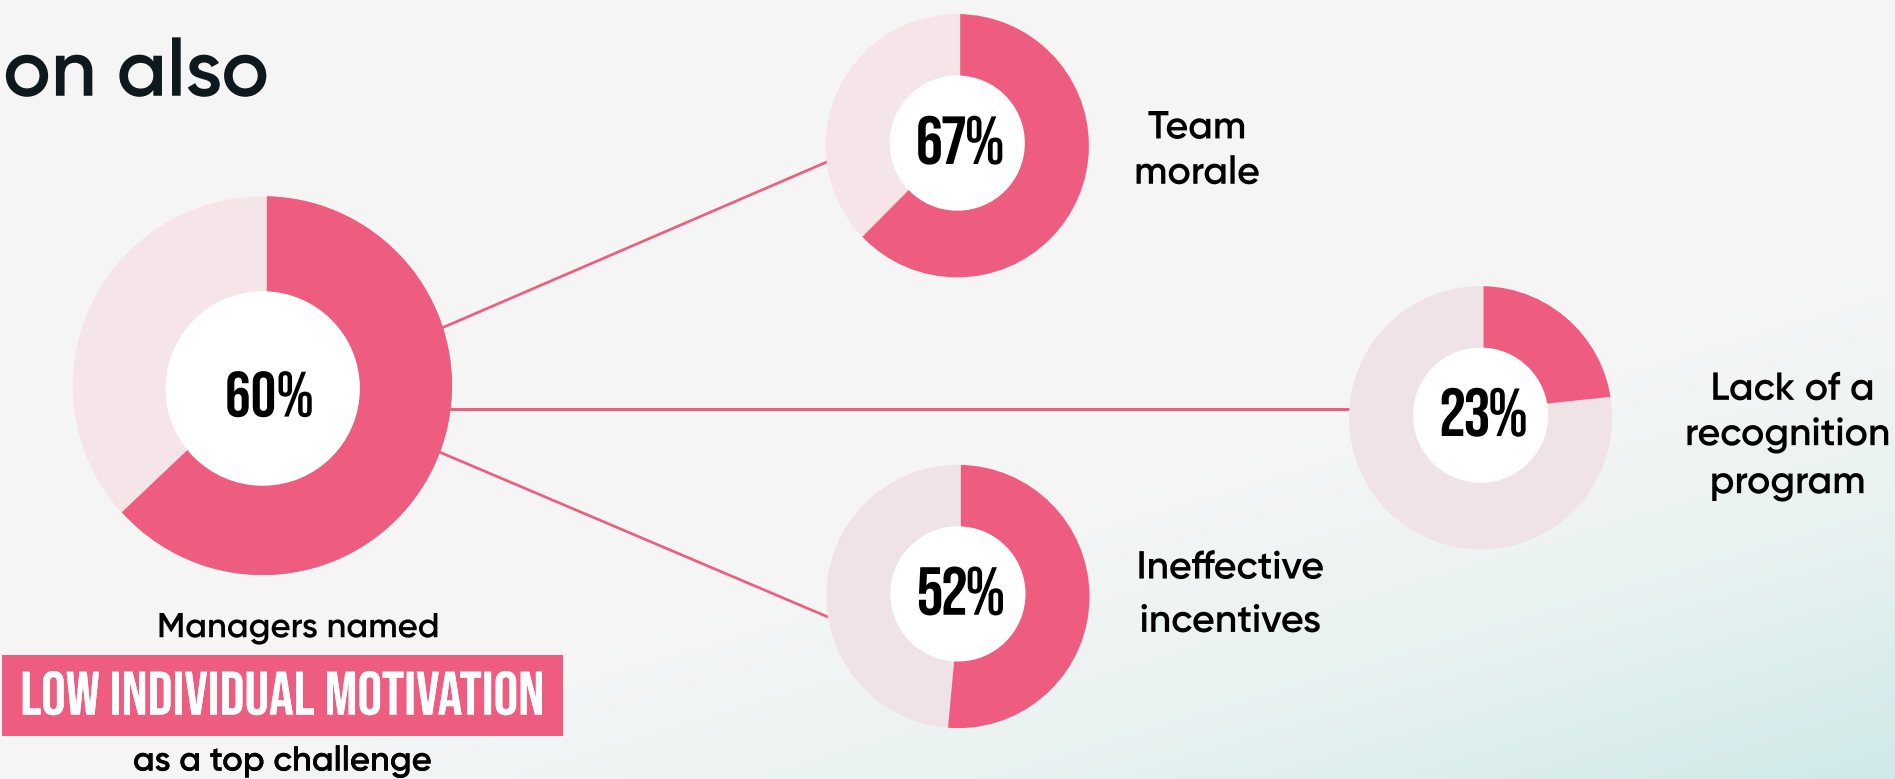 on also
67%
Team
morale
60%
Managers named
LOW INDIVIDUAL MOTIVATION
as a top challenge
23%
Lack of a
recognition
program
52%
Ineffective
incentives